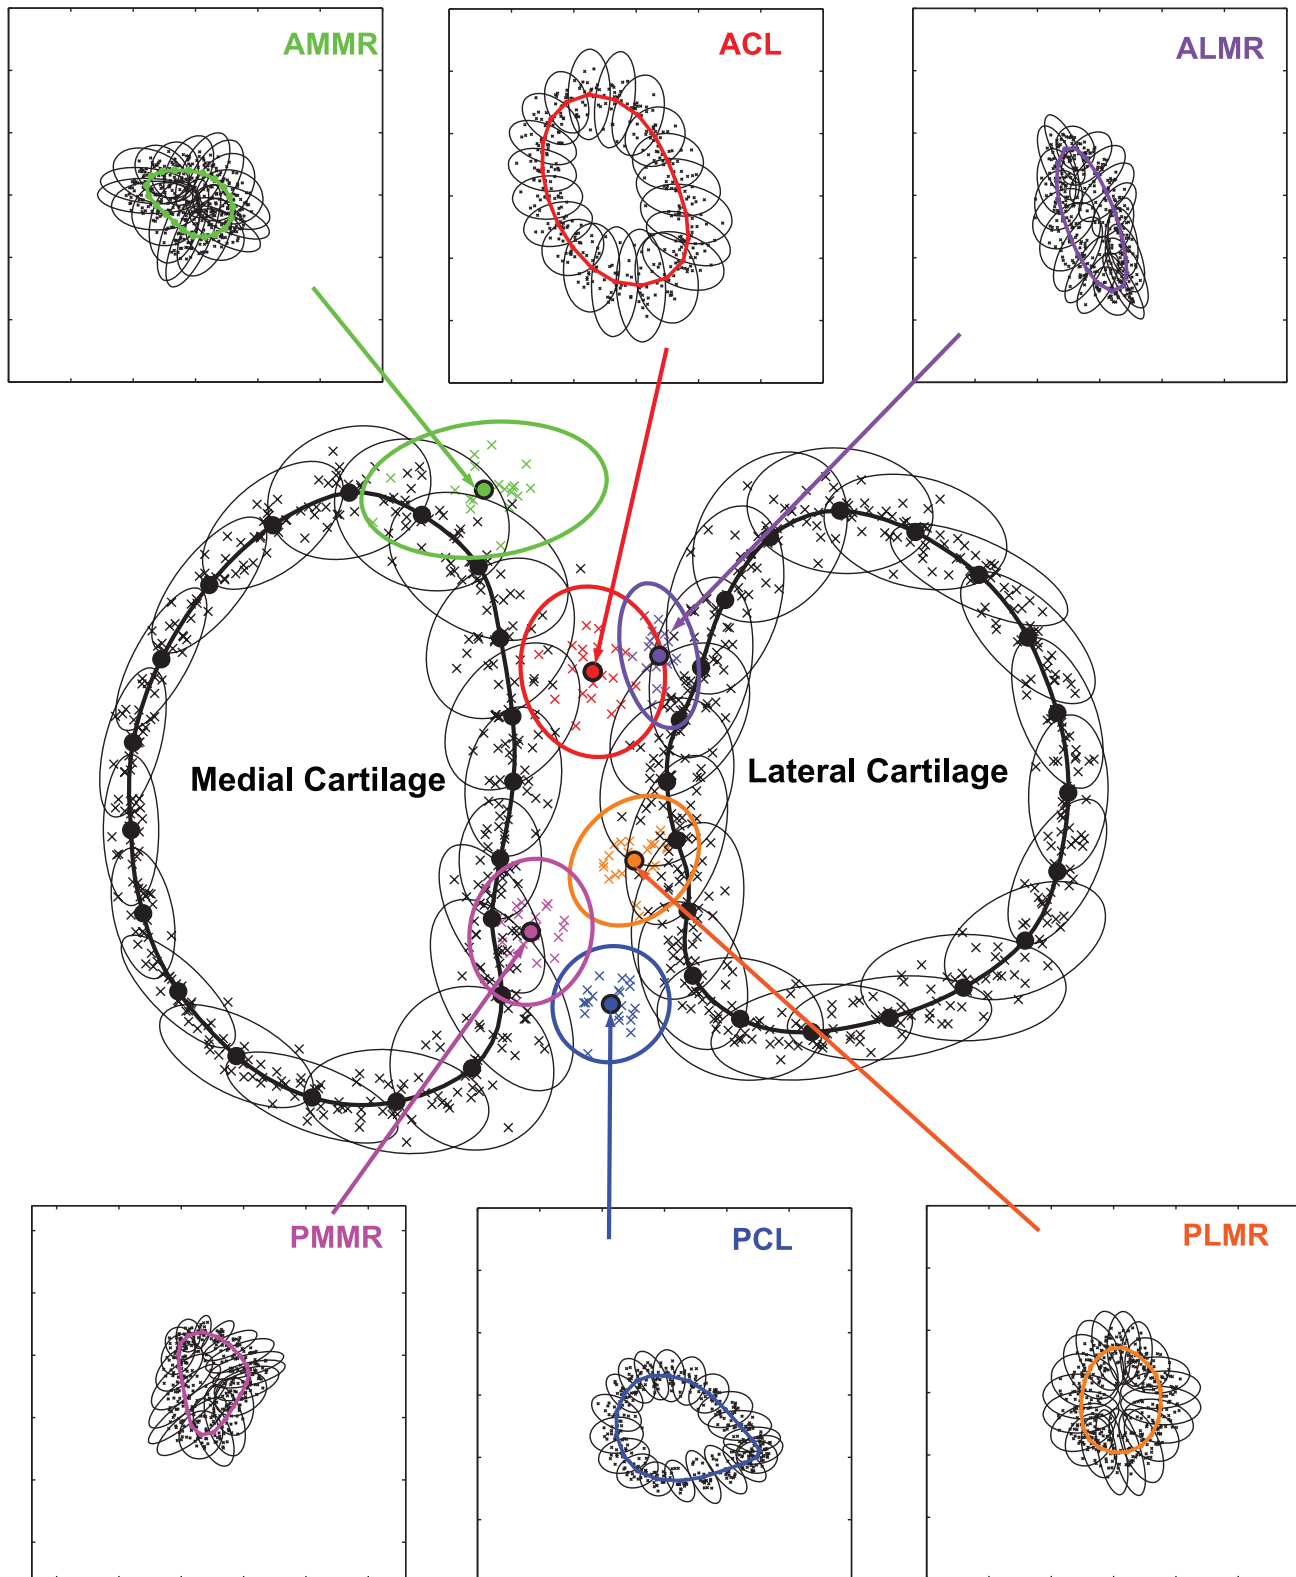 AMMR
ACL
ALMR
Medial Cartilage
Lateral Cartilage
PMMR
PCL
PLMR